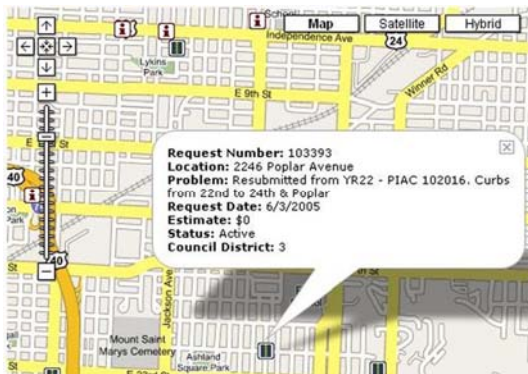 School
Map
Satellite
Hybrid
Independence Ave
24
Lykins
Park
E 9th St
Winner Rd
Request Number: 103393
Location: 2246 Poplar Avenue
Problem: Resubmitted from YR22 - PIAC 102016. Curbs
from 22nd to 24th & Poplar
Request Date: 6/3/2005
Estimate: $0
Status: Active
Council District: 3
40
Park
40
Jackson Ave
Mount Saint
Marys Cemetery
Ashland
Square Park